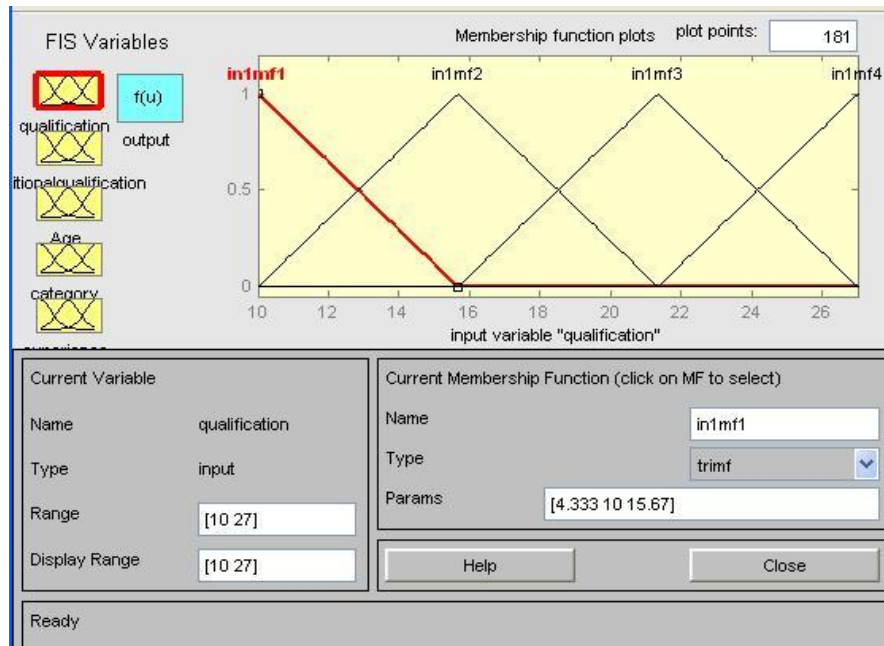 FIS Variables
Membership function plots
plot points:
181
f(u)
qualification
output
itionalqualification
Age
category
in1mf1
in1mf2
in1mf3
in1mf4
1
0.5
0
10
12
14
16
18
20
22
24
26
input variable "qualification"
Current Variable
Name
qualification
Type
input
Range
[10 27]
Display Range
[10 27]
Current Membership Function (click on MF to select)
Name
in1mf1
Type
trimf
Params
[4.333 10 15.67]
Help
Close
Ready